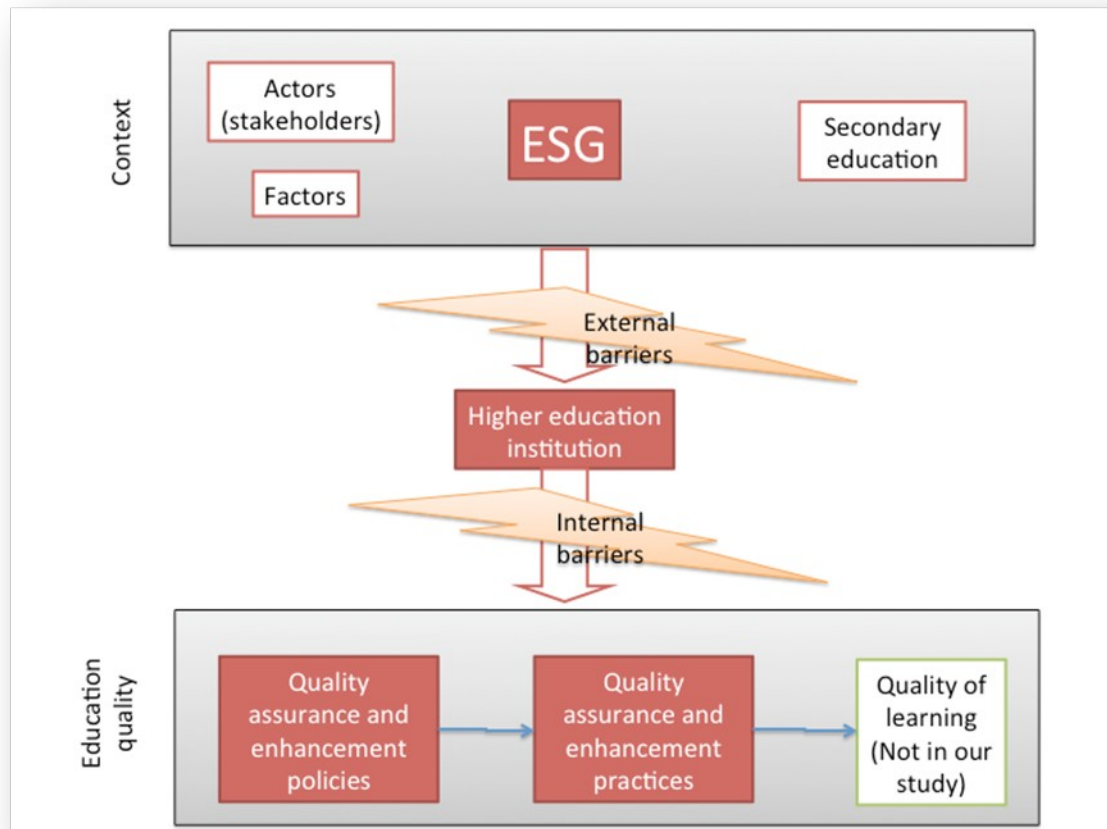 Context
Actors
(stakeholders)
Factors
ESG
Secondary
education
External
barriers
Higher education
institution
Internal
barriers
Education
quality
Quality
assurance and
enhancement
policies
Quality
assurance and
enhancement
practices
Quality of
learning
(Not in our
study)